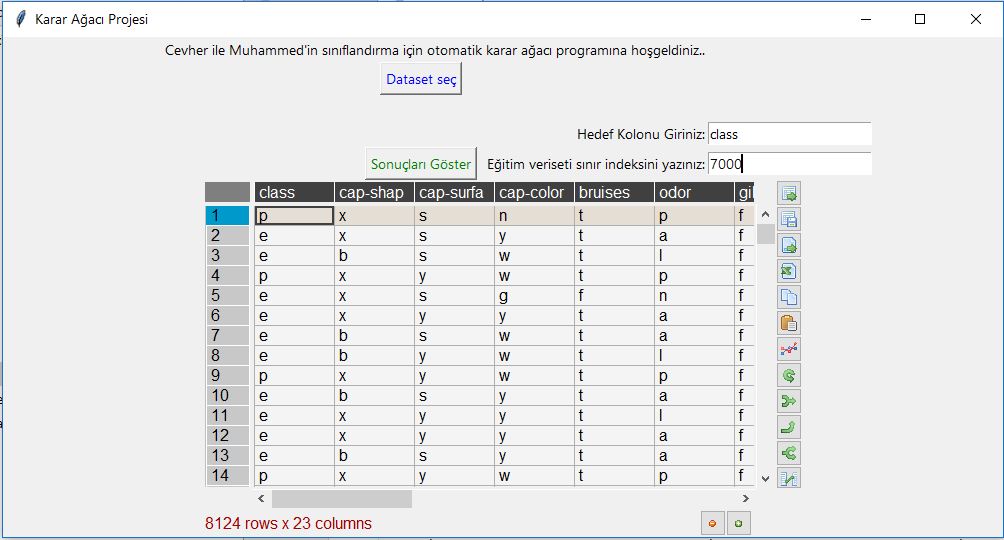 Karar Ağacı Projesi
Cevher ile Muhammed'in sınıflandırma için otomatik karar ağacı programına hoşgeldiniz..
Dataset seç
Hedef Kolonu Giriniz: class
Sonuçları Göster Eğitim veriseti sınır indeksini yazınız: 7000
class cap-shap cap-surfa cap-color bruises odor gil
1 p x s n t p f
2 e x s y t a f
3 e b s w t l f
4 p x y w t p f
5 e x s g f n f
6 e x y y t a f
7 e b s w t a f
8 e b y w t l f
9 p x y w t p f
10 e b s y t a f
11 e x y y t l f
12 e x y y t a f
13 e b s y t a f
14 p x y w t p f
8124 rows x 23 columns